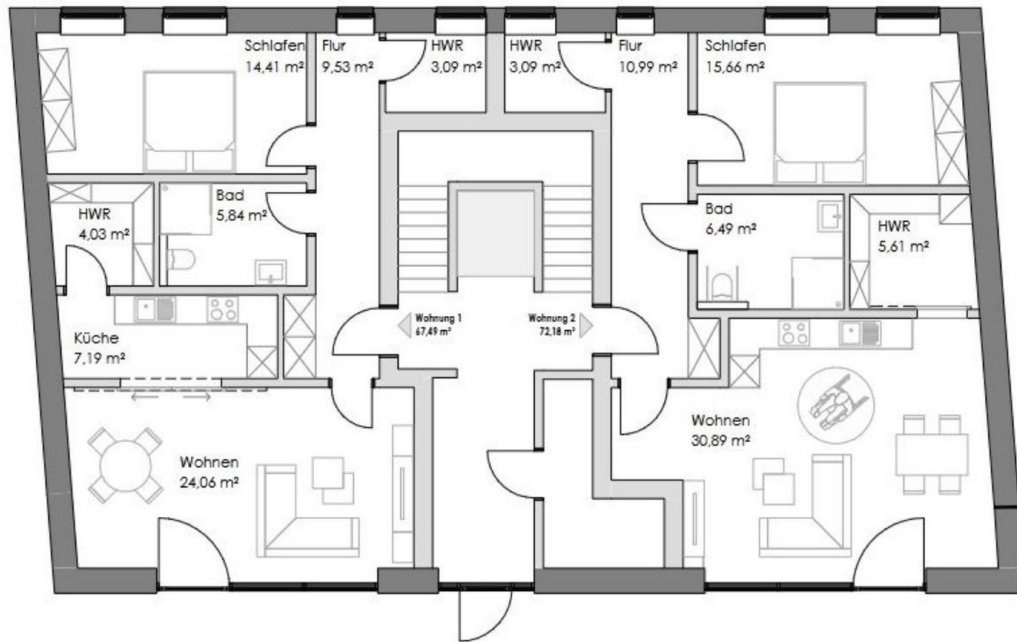 Schlafen
14,41 m²
Flur
9,53 m²
HWR
3,09 m²
HWR
3,09 m²
Flur
10,99 m²
Schlafen
15,66 m²
HWR
4,03 m²
Bad
5,84 m²
Bad
6,49 m²
HWR
5,61 m²
Wohnung 1
67,49 m²
Wohnung 2
72,18 m²
Küche
7,19 m²
Wohnen
24,06 m²
Wohnen
30,89 m²